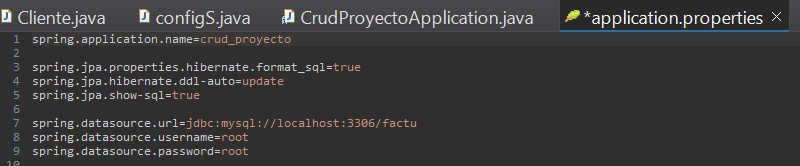 Cliente.java configS.java CrudProyectoApplication.java *application.properties
1 spring.application.name=crud_proyecto
2
3 spring.jpa.properties.hibernate.format_sql=true
4 spring.jpa.hibernate.ddl-auto=update
5 spring.jpa.show-sql=true
6
7 spring.datasource.url=jdbc:mysql://localhost:3306/factu
8 spring.datasource.username=root
9 spring.datasource.password=root
10